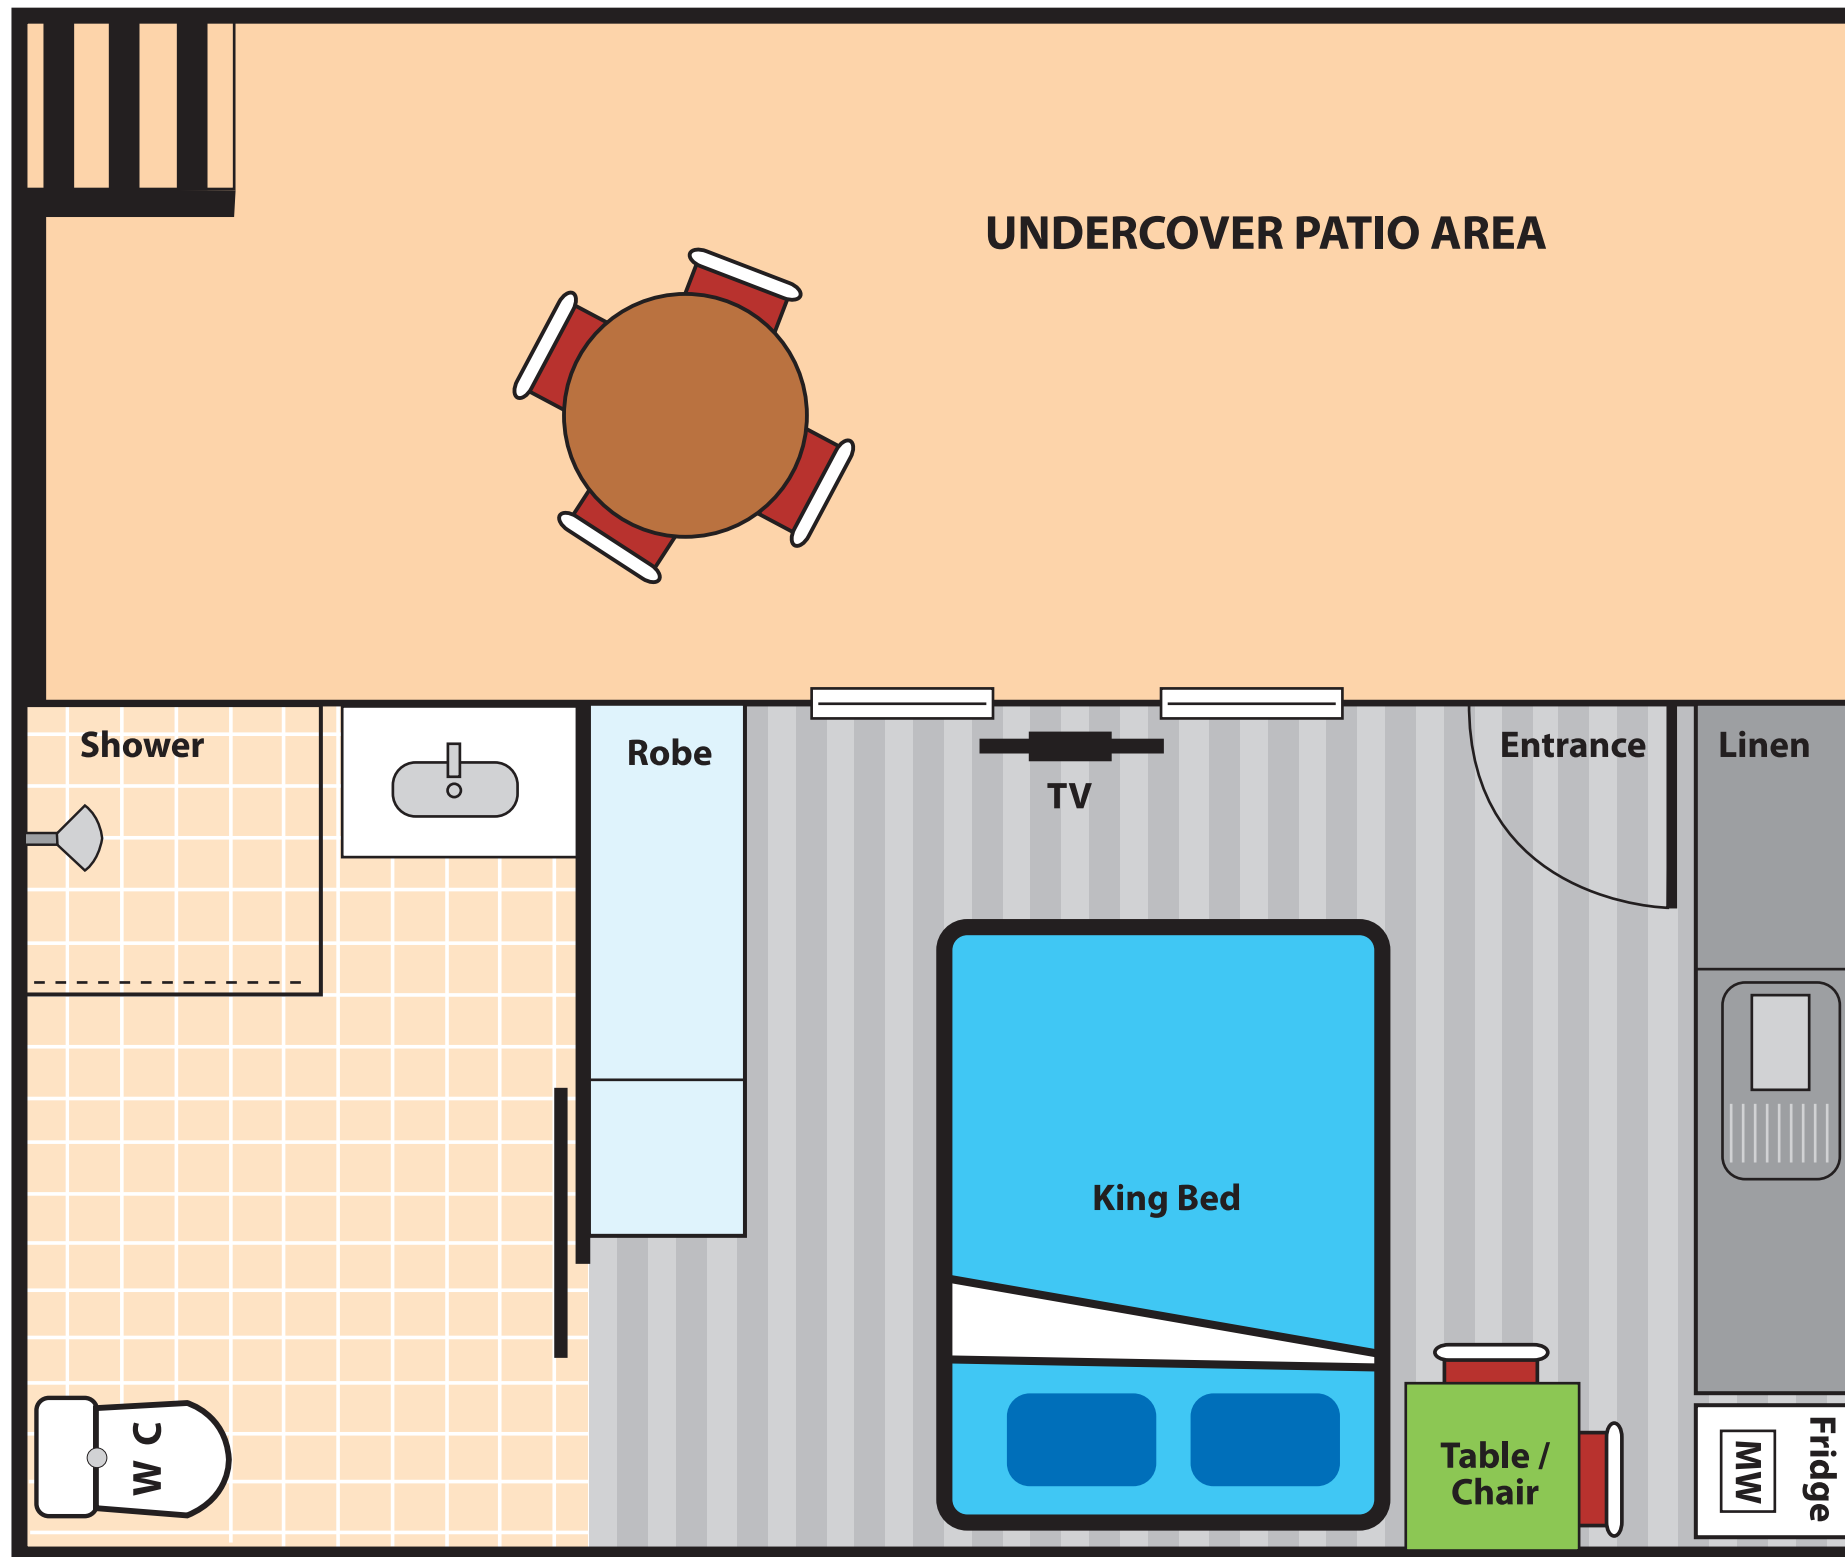 UNDERCOVER PATIO AREA
Shower
Robe
TV
Entrance
Linen
King Bed
W C
Table /
Chair
MW
Fridge